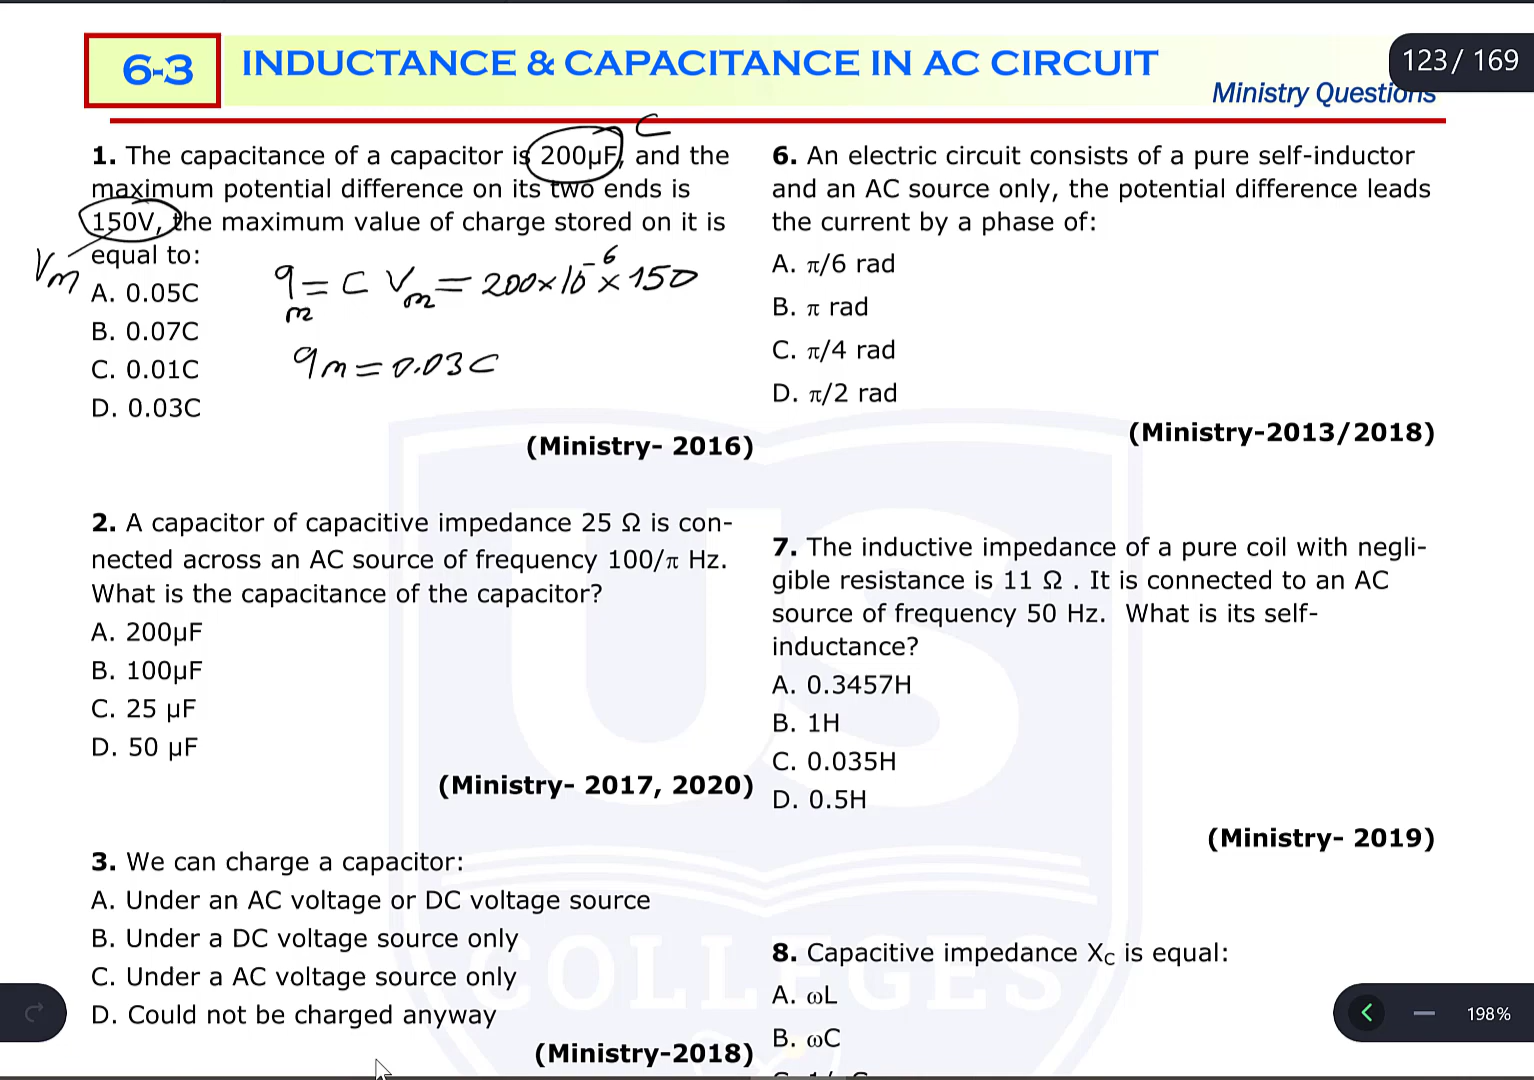 6-3
INDUCTANCE & CAPACITANCE IN AC CIRCUIT
123/ 169
Ministry Questions
1. The capacitance of a capacitor is 200µF, and the
maximum potential difference on its two ends is
150V, the maximum value of charge stored on it is
equal to:
A. 0.05C
B. 0.07C
C. 0.01C
D. 0.03C
C
Vm
qm = C Vm = 200×10⁻⁶ × 150
qm = 0.03C
(Ministry- 2016)
2. A capacitor of capacitive impedance 25 Ω is con-
nected across an AC source of frequency 100/π Hz.
What is the capacitance of the capacitor?
A. 200µF
B. 100µF
C. 25 µF
D. 50 µF
(Ministry- 2017, 2020)
3. We can charge a capacitor:
A. Under an AC voltage or DC voltage source
B. Under a DC voltage source only
C. Under a AC voltage source only
D. Could not be charged anyway
(Ministry-2018)
6. An electric circuit consists of a pure self-inductor
and an AC source only, the potential difference leads
the current by a phase of:
A. π/6 rad
B. π rad
C. π/4 rad
D. π/2 rad
(Ministry-2013/2018)
7. The inductive impedance of a pure coil with negli-
gible resistance is 11 Ω . It is connected to an AC
source of frequency 50 Hz. What is its self-
inductance?
A. 0.3457H
B. 1H
C. 0.035H
D. 0.5H
(Ministry- 2019)
8. Capacitive impedance XC is equal:
A. ωL
B. ωC
US
COLLEGES
198%